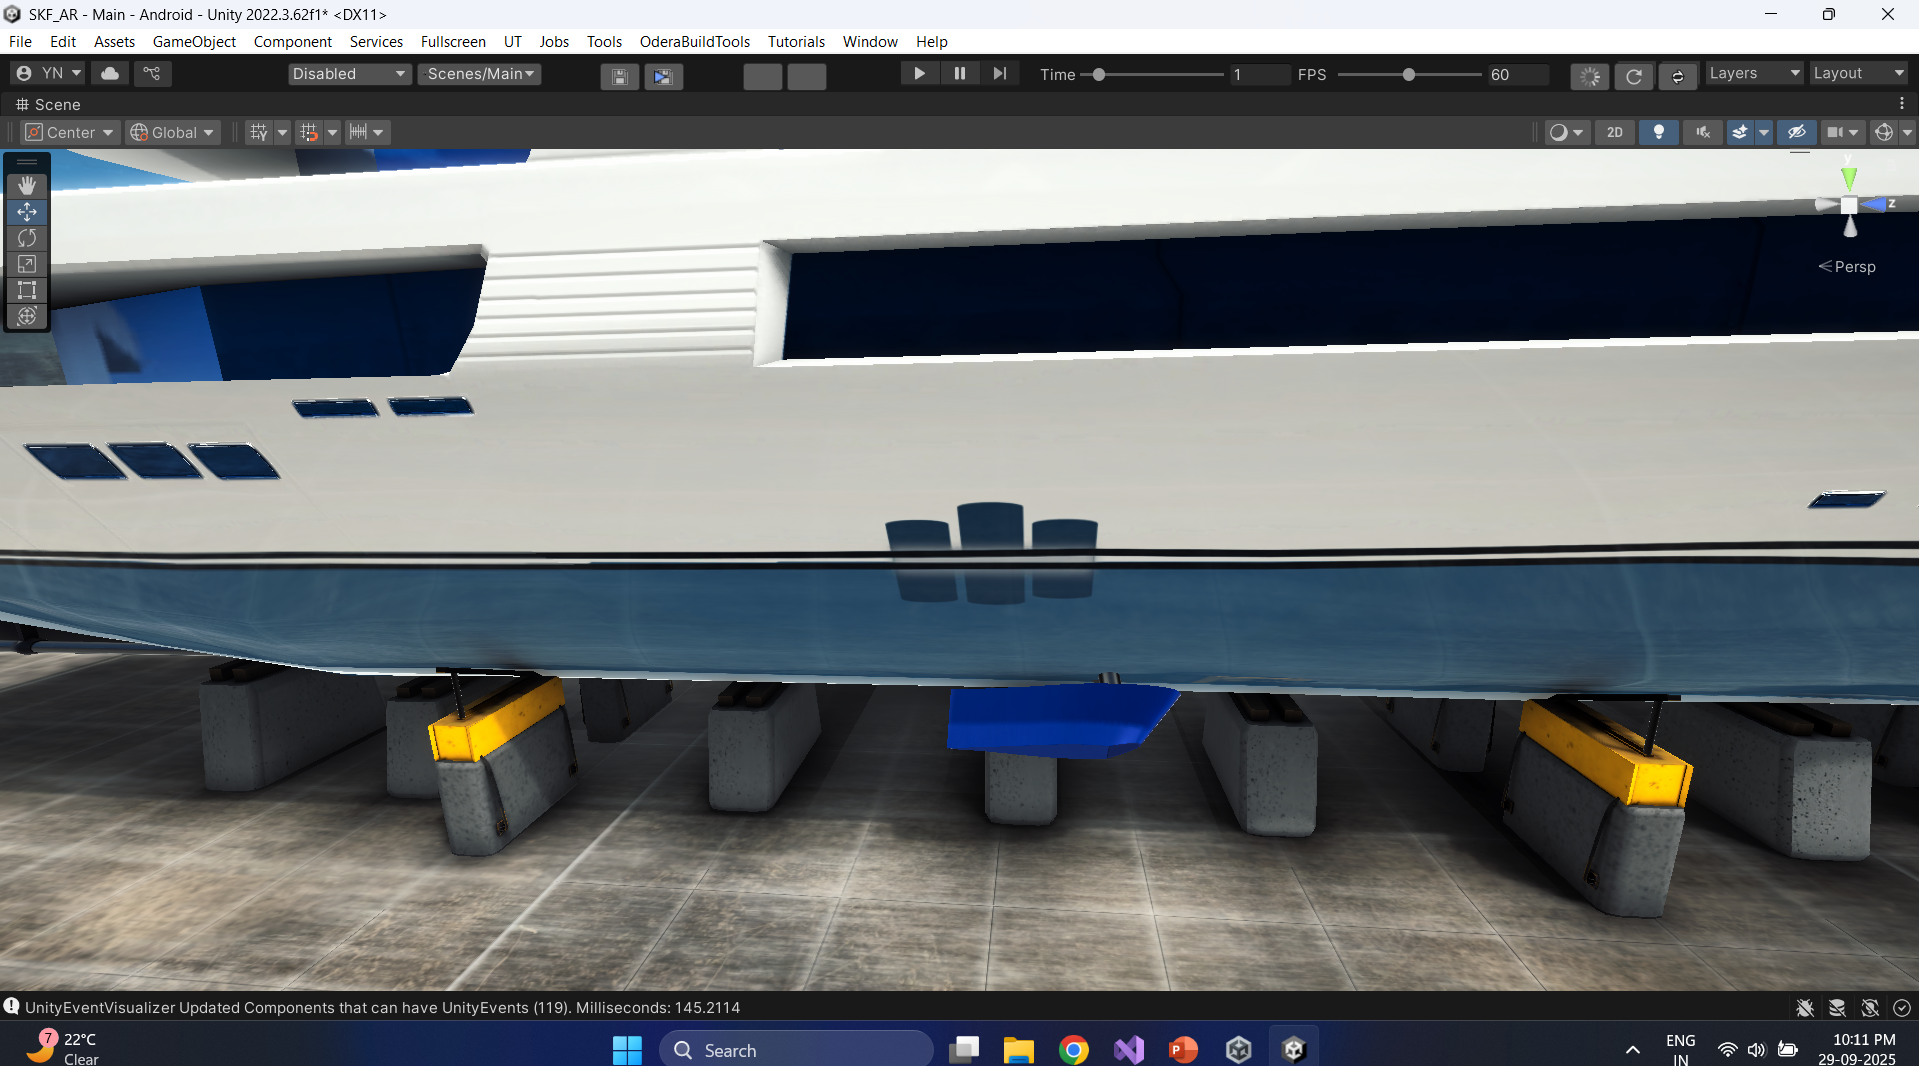 SKF_AR - Main - Android - Unity 2022.3.62f1* <DX11>
File Edit Assets GameObject Component Services Fullscreen UT Jobs Tools OderaBuildTools Tutorials Window Help
YN Disabled Scenes/Main Time 1 FPS 60 Layers Layout
Scene
Center Global 2D
y
z
Persp
UnityEventVisualizer Updated Components that can have UnityEvents (119). Milliseconds: 145.2114
7
22°C
Clear
Search
P
ENG
IN
10:11 PM
29-09-2025